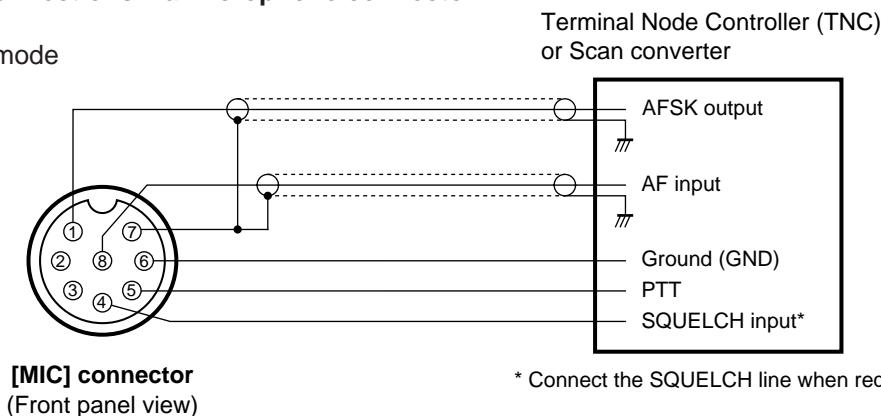 Terminal Node Controller (TNC)
or Scan converter
mode
AFSK output
AF input
Ground (GND)
PTT
SQUELCH input*
1
7
2
8
6
3
5
4
[MIC] connector
(Front panel view)
* Connect the SQUELCH line when